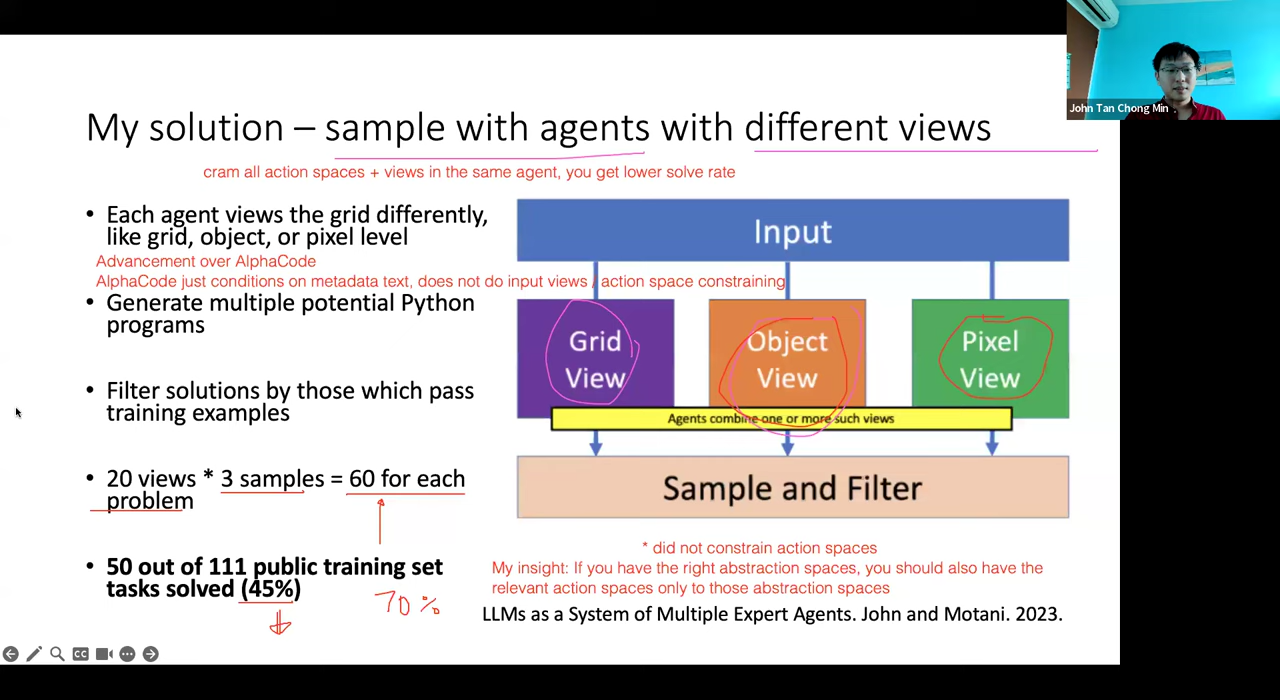 John Tan Chong Min
My solution – sample with agents with different views
cram all action spaces + views in the same agent, you get lower solve rate
• Each agent views the grid differently,
like grid, object, or pixel level
Advancement over AlphaCode
AlphaCode just conditions on metadata text, does not do input views / action space constraining
• Generate multiple potential Python
programs
• Filter solutions by those which pass
training examples
• 20 views * 3 samples = 60 for each
problem
• 50 out of 111 public training set
tasks solved (45%)
70%
Input
Grid
View
Object
View
Pixel
View
Agents combine one or more such views
Sample and Filter
* did not constrain action spaces
My insight: If you have the right abstraction spaces, you should also have the
relevant action spaces only to those abstraction spaces
LLMs as a System of Multiple Expert Agents. John and Motani. 2023.
CC